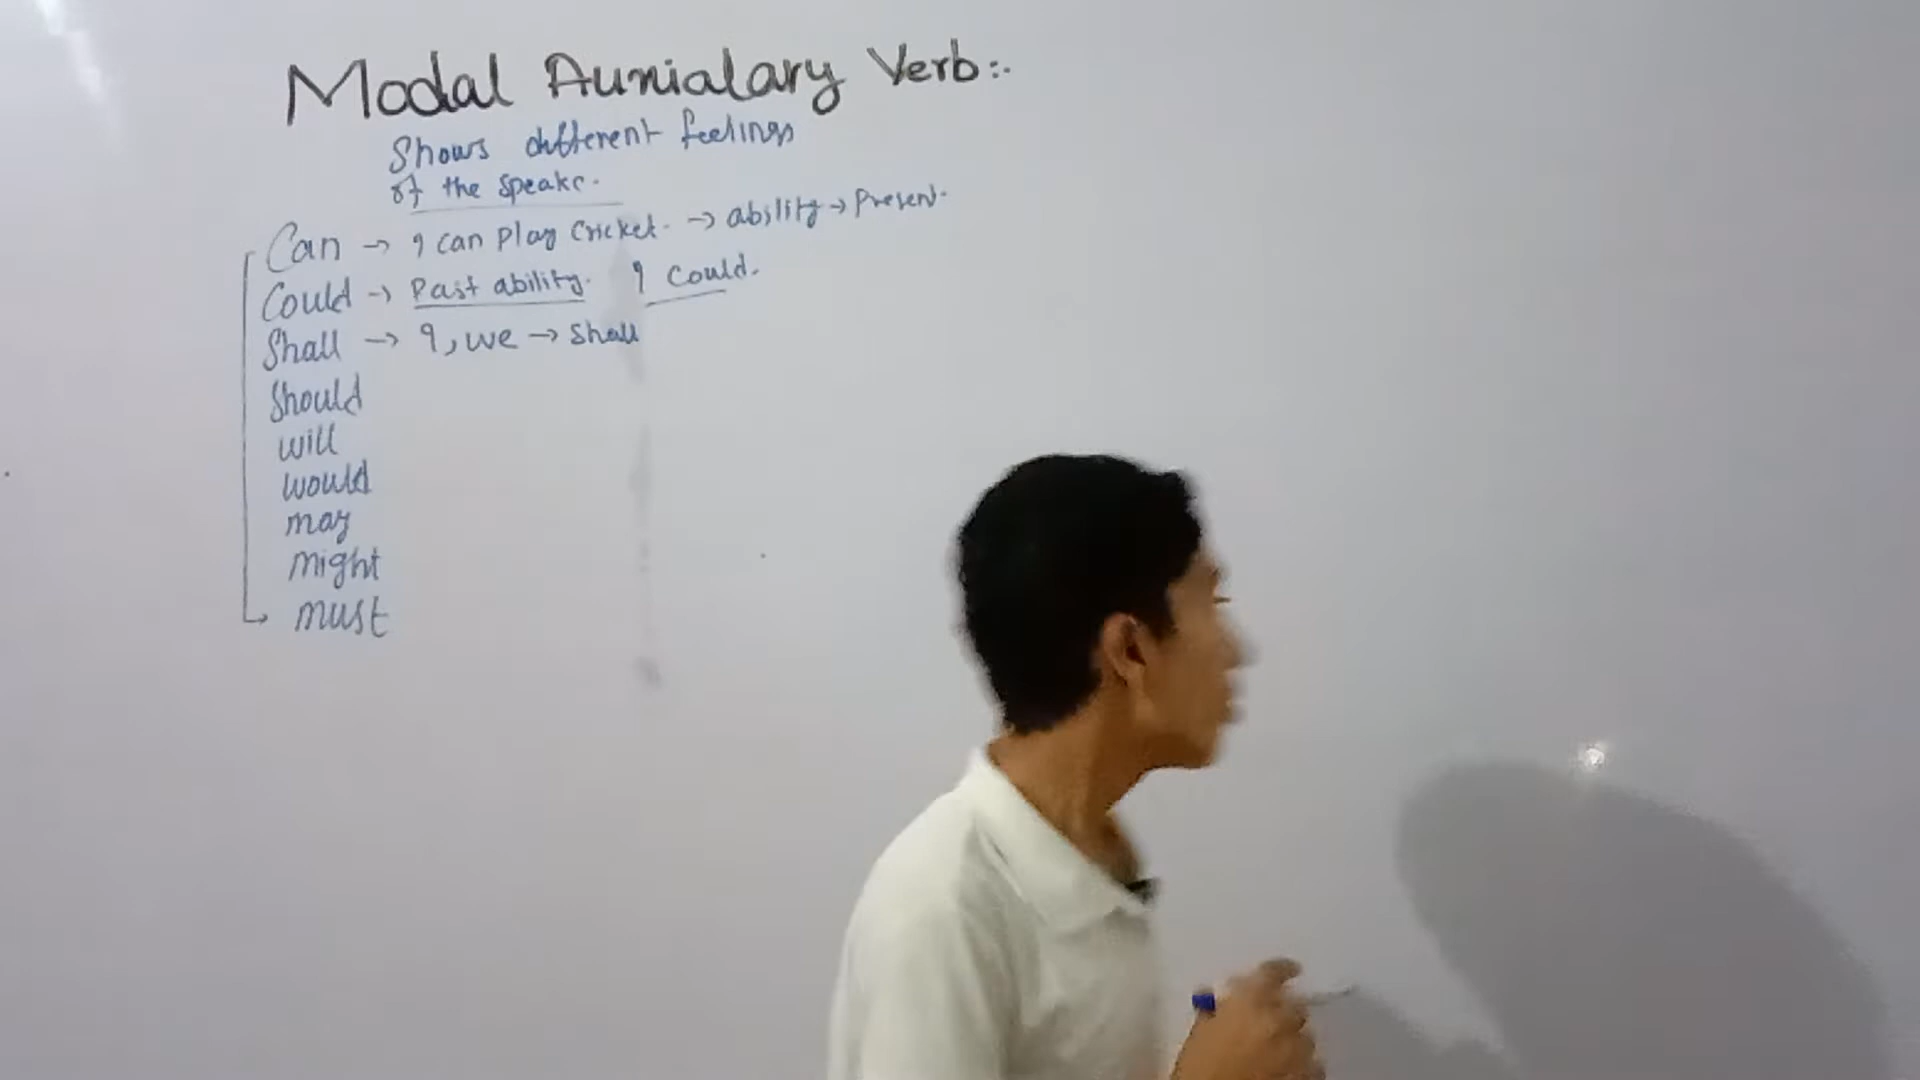 Modal Auxialary Verb:-
Shows different feelings
of the speakr.
Can → I can Play Cricket. → ability → Present.
Could → Past ability. I Could.
Shall → I, we → Shall
Should
will
would
may
might
must